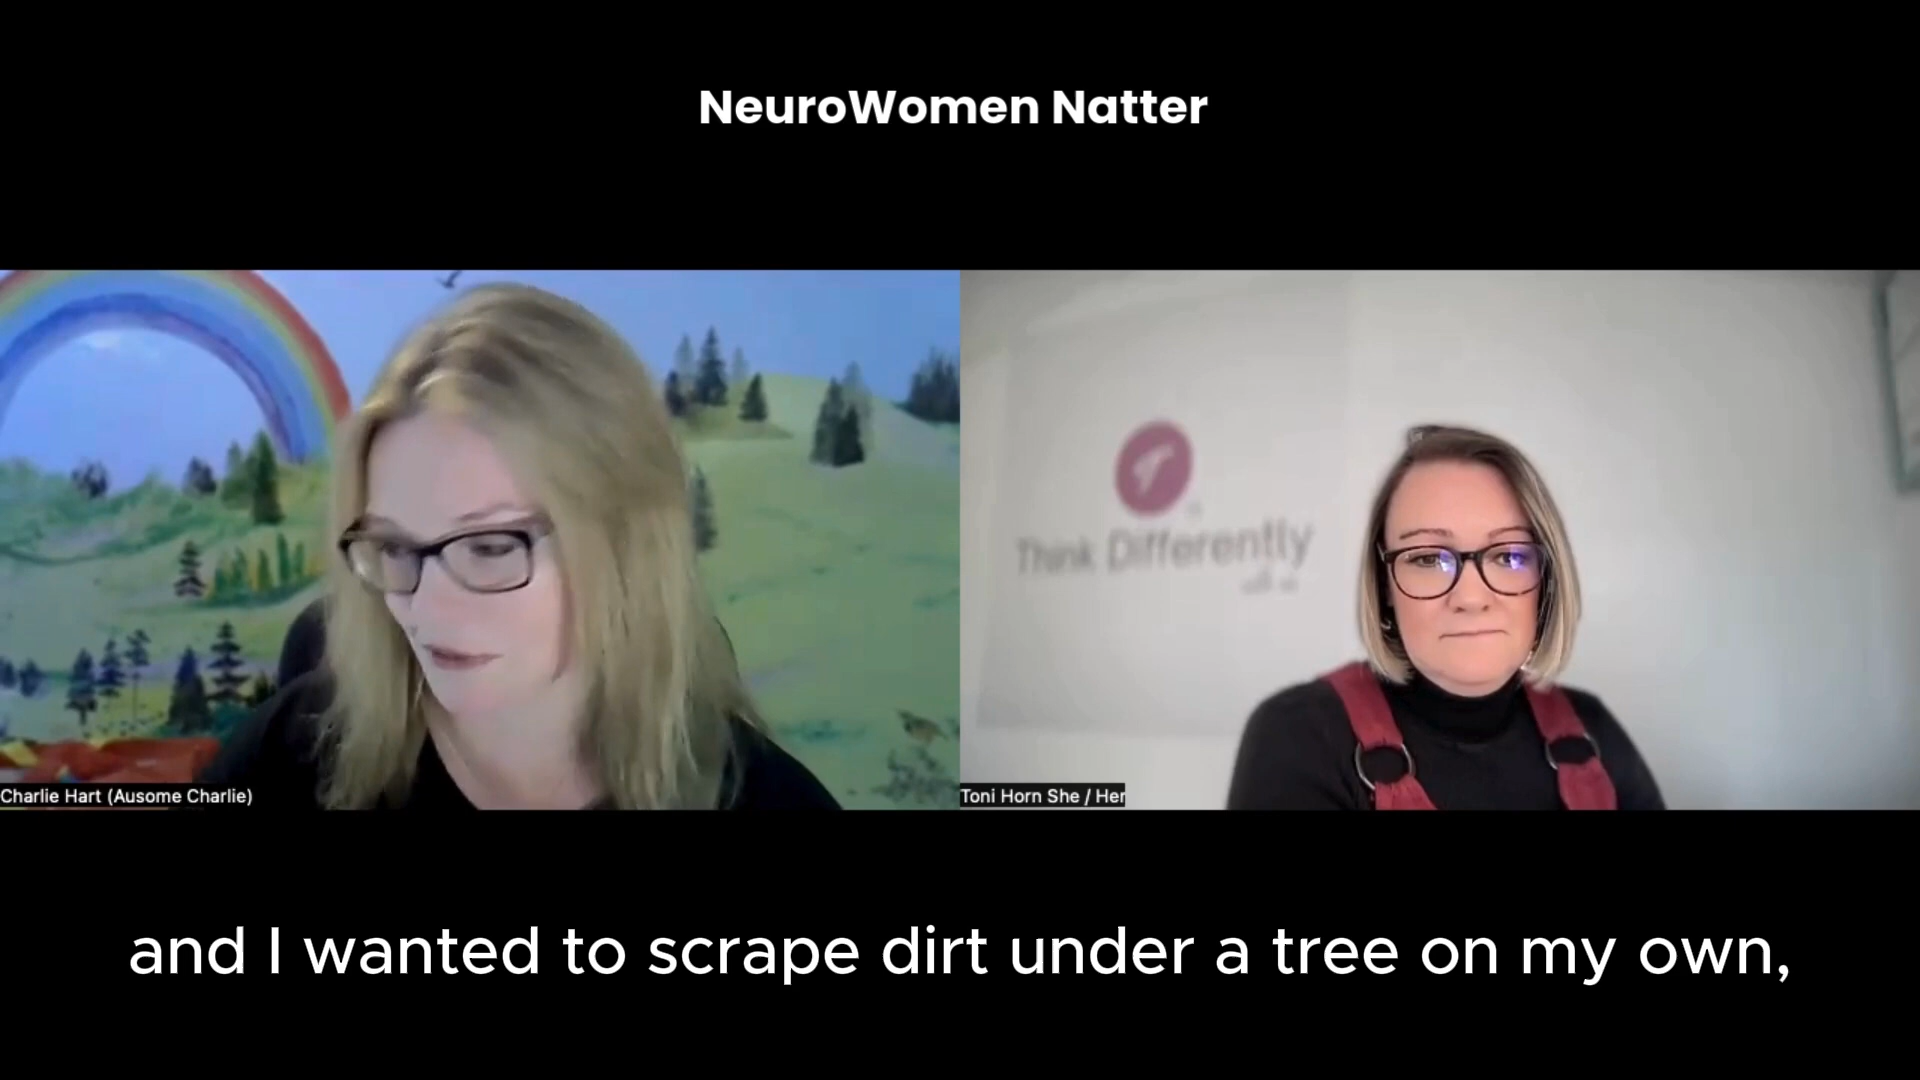 NeuroWomen Natter
Think Differently
Charlie Hart (Ausome Charlie)
Toni Horn She / Her
and I wanted to scrape dirt under a tree on my own,